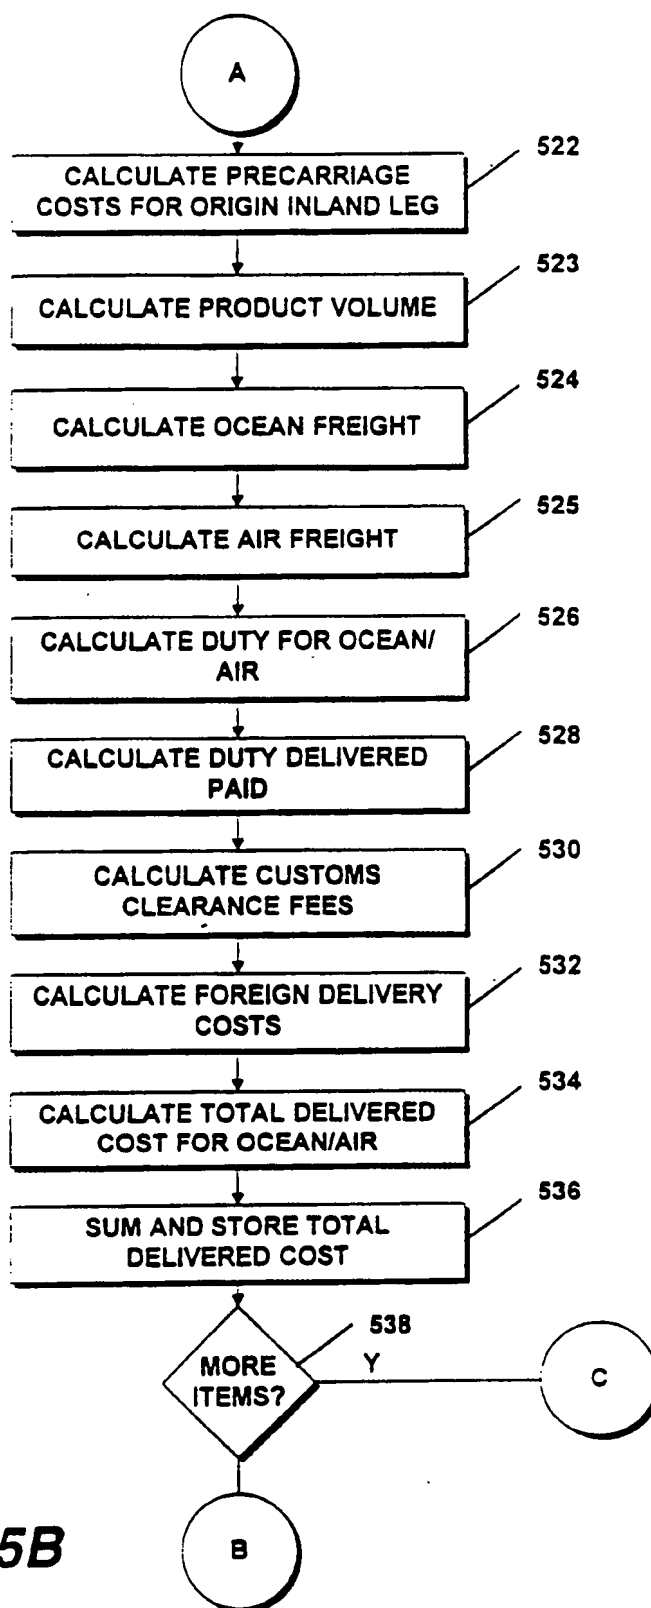 A
522
CALCULATE PRECARRIAGE
COSTS FOR ORIGIN INLAND LEG
523
CALCULATE PRODUCT VOLUME
524
CALCULATE OCEAN FREIGHT
525
CALCULATE AIR FREIGHT
526
CALCULATE DUTY FOR OCEAN/
AIR
528
CALCULATE DUTY DELIVERED
PAID
530
CALCULATE CUSTOMS
CLEARANCE FEES
532
CALCULATE FOREIGN DELIVERY
COSTS
534
CALCULATE TOTAL DELIVERED
COST FOR OCEAN/AIR
536
SUM AND STORE TOTAL
DELIVERED COST
538
MORE
ITEMS?
Y
C
B
5B